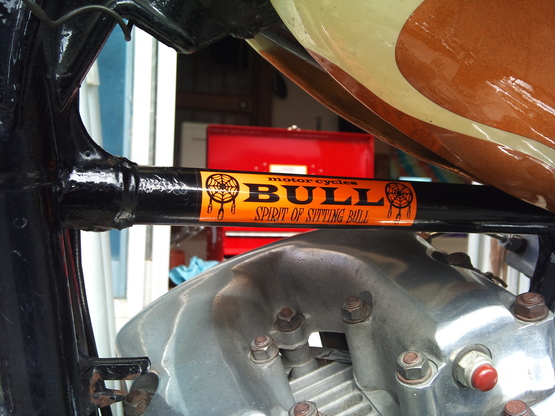 motor cycles
BULL
SPIRIT OF SITTING BULL